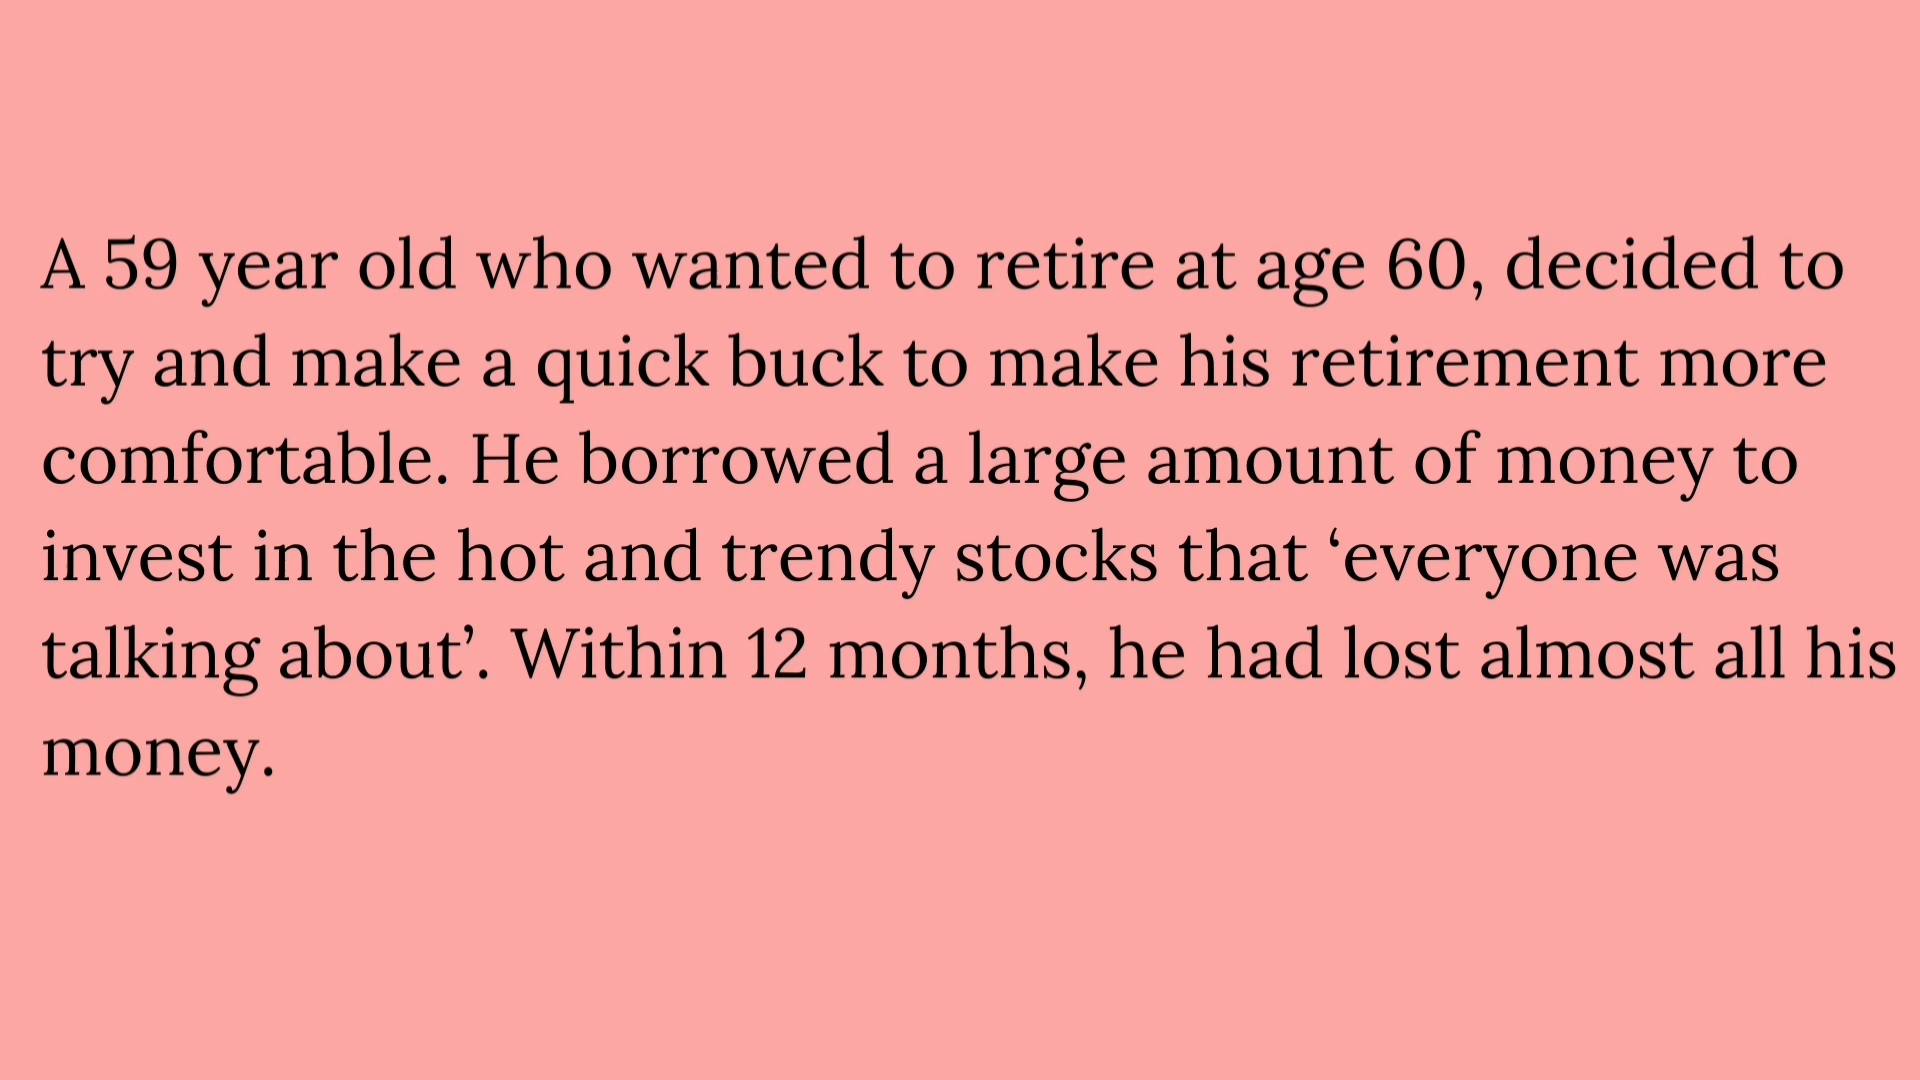 A 59 year old who wanted to retire at age 60, decided to
try and make a quick buck to make his retirement more
comfortable. He borrowed a large amount of money to
invest in the hot and trendy stocks that ‘everyone was
talking about’. Within 12 months, he had lost almost all his
money.